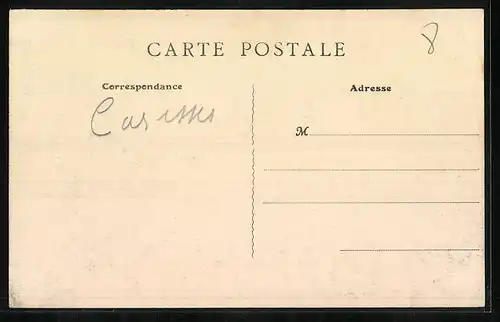 8
CARTE POSTALE
Correspondance
Adresse
M